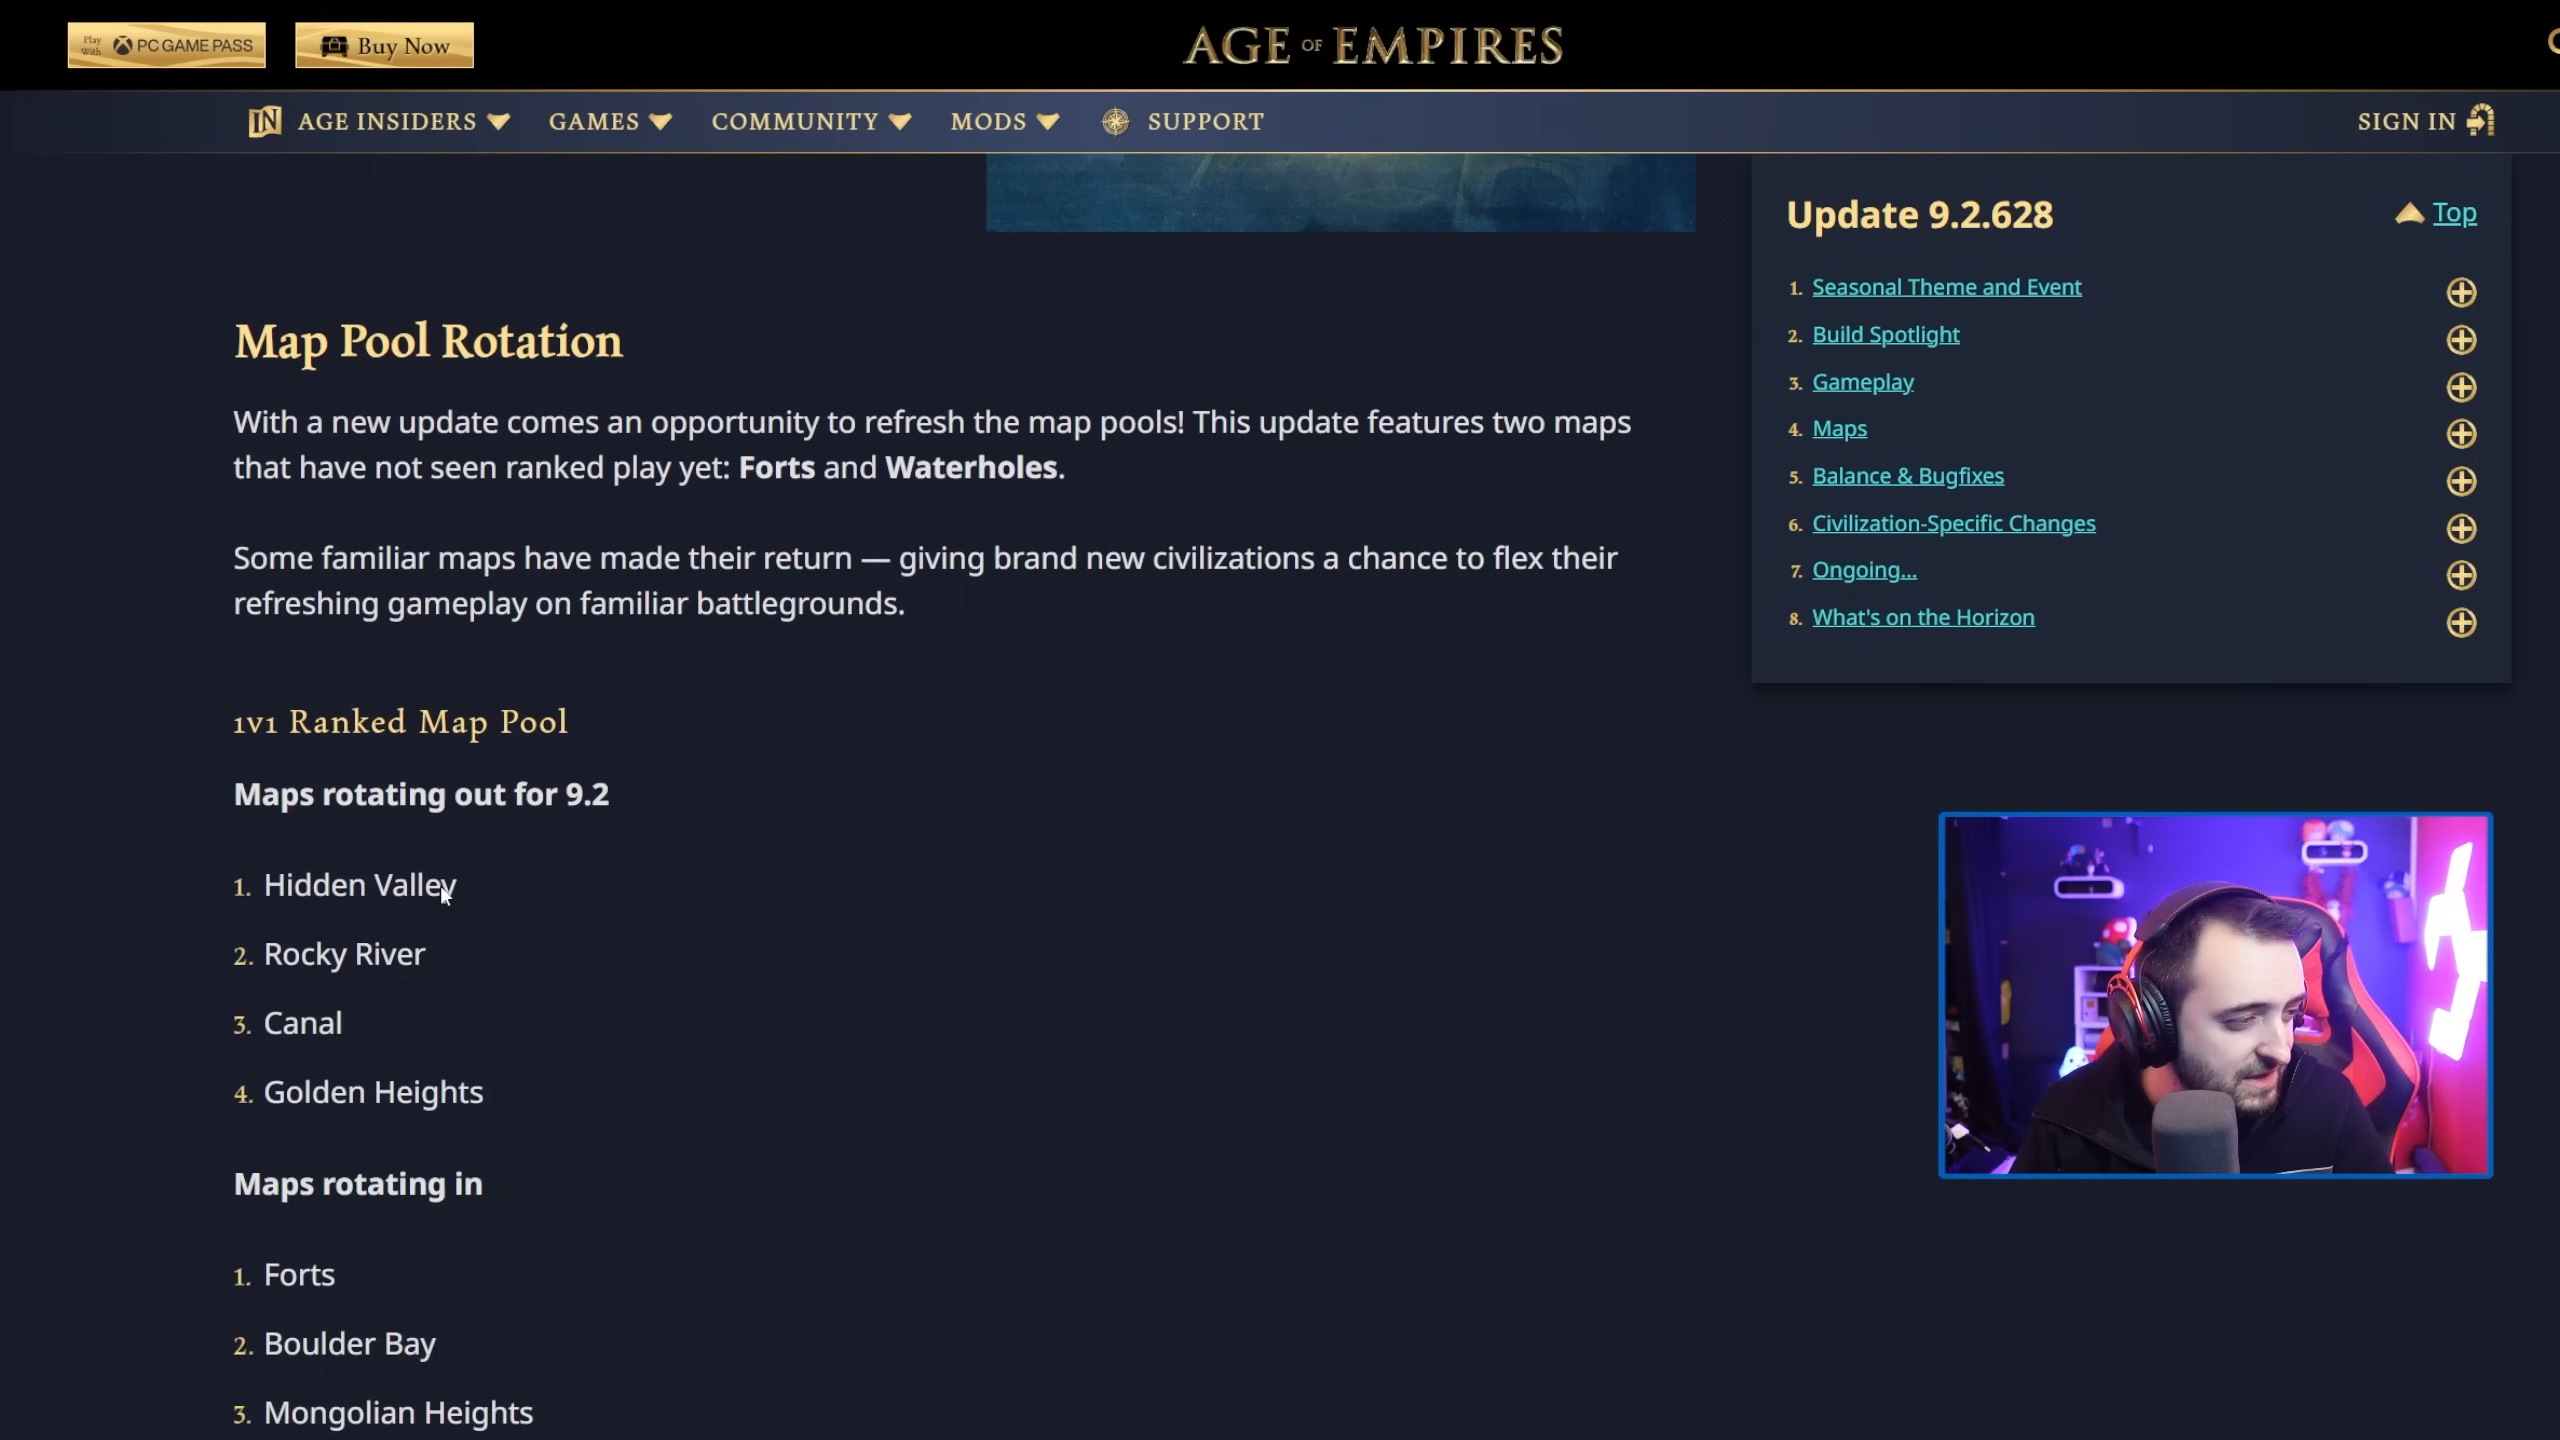 Play With PC GAME PASS
Buy Now
AGE OF EMPIRES
IN AGE INSIDERS
GAMES
COMMUNITY
MODS
SUPPORT
SIGN IN
Map Pool Rotation
With a new update comes an opportunity to refresh the map pools! This update features two maps
that have not seen ranked play yet: Forts and Waterholes.
Some familiar maps have made their return — giving brand new civilizations a chance to flex their
refreshing gameplay on familiar battlegrounds.
1v1 Ranked Map Pool
Maps rotating out for 9.2
1. Hidden Valley
2. Rocky River
3. Canal
4. Golden Heights
Maps rotating in
1. Forts
2. Boulder Bay
3. Mongolian Heights
Update 9.2.628
Top
1. Seasonal Theme and Event
2. Build Spotlight
3. Gameplay
4. Maps
5. Balance & Bugfixes
6. Civilization-Specific Changes
7. Ongoing...
8. What's on the Horizon